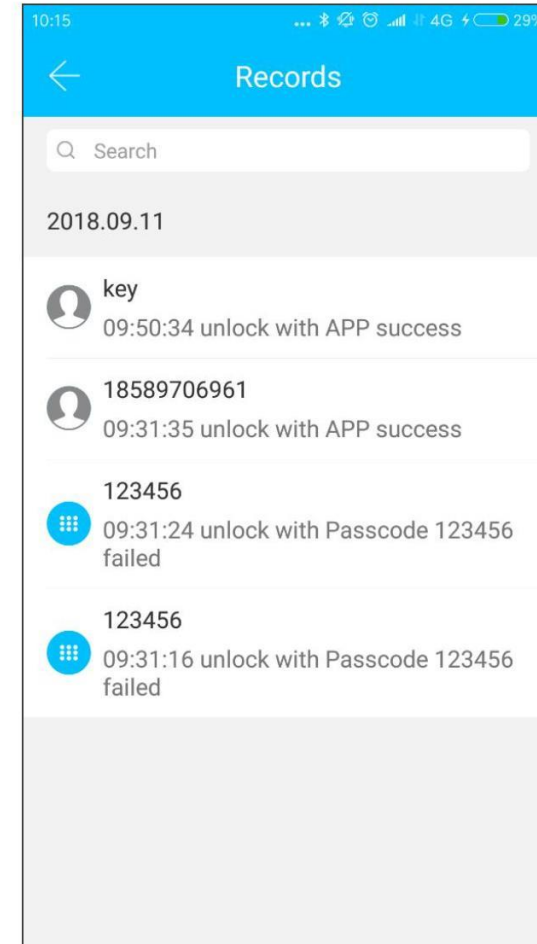 10:15 ... 4G 29%
Records
Search
2018.09.11
key
09:50:34 unlock with APP success
18589706961
09:31:35 unlock with APP success
123456
09:31:24 unlock with Passcode 123456
failed
123456
09:31:16 unlock with Passcode 123456
failed